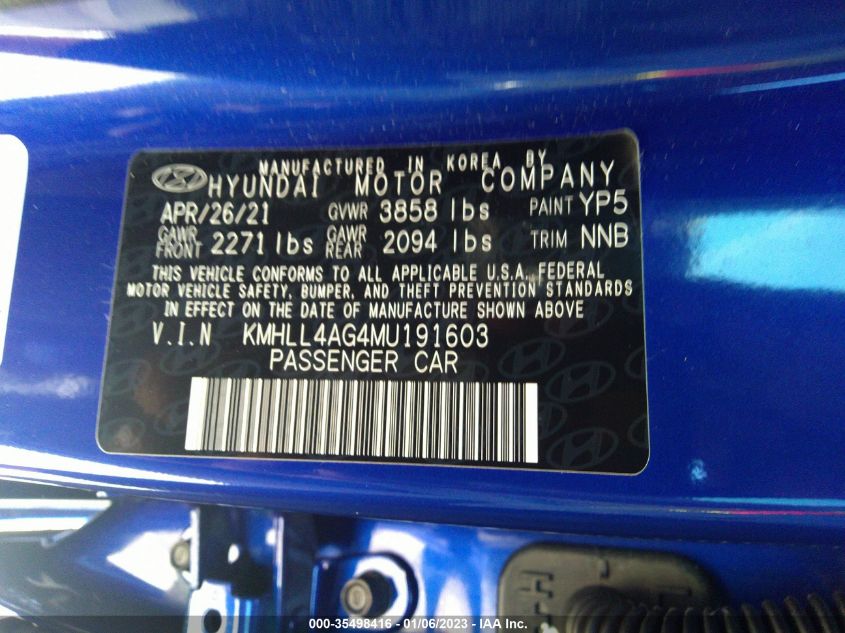 MANUFACTURED IN KOREA BY
HYUNDAI MOTOR COMPANY
APR/26/21 GVWR 3858 lbs PAINT YP5
GAWR FRONT 2271 lbs GAWR REAR 2094 lbs TRIM NNB
THIS VEHICLE CONFORMS TO ALL APPLICABLE U.S.A. FEDERAL
MOTOR VEHICLE SAFETY, BUMPER, AND THEFT PREVENTION STANDARDS
IN EFFECT ON THE DATE OF MANUFACTURE SHOWN ABOVE
V.I.N KMHLL4AG4MU191603
PASSENGER CAR
000-35498416 - 01/06/2023 - IAA Inc.